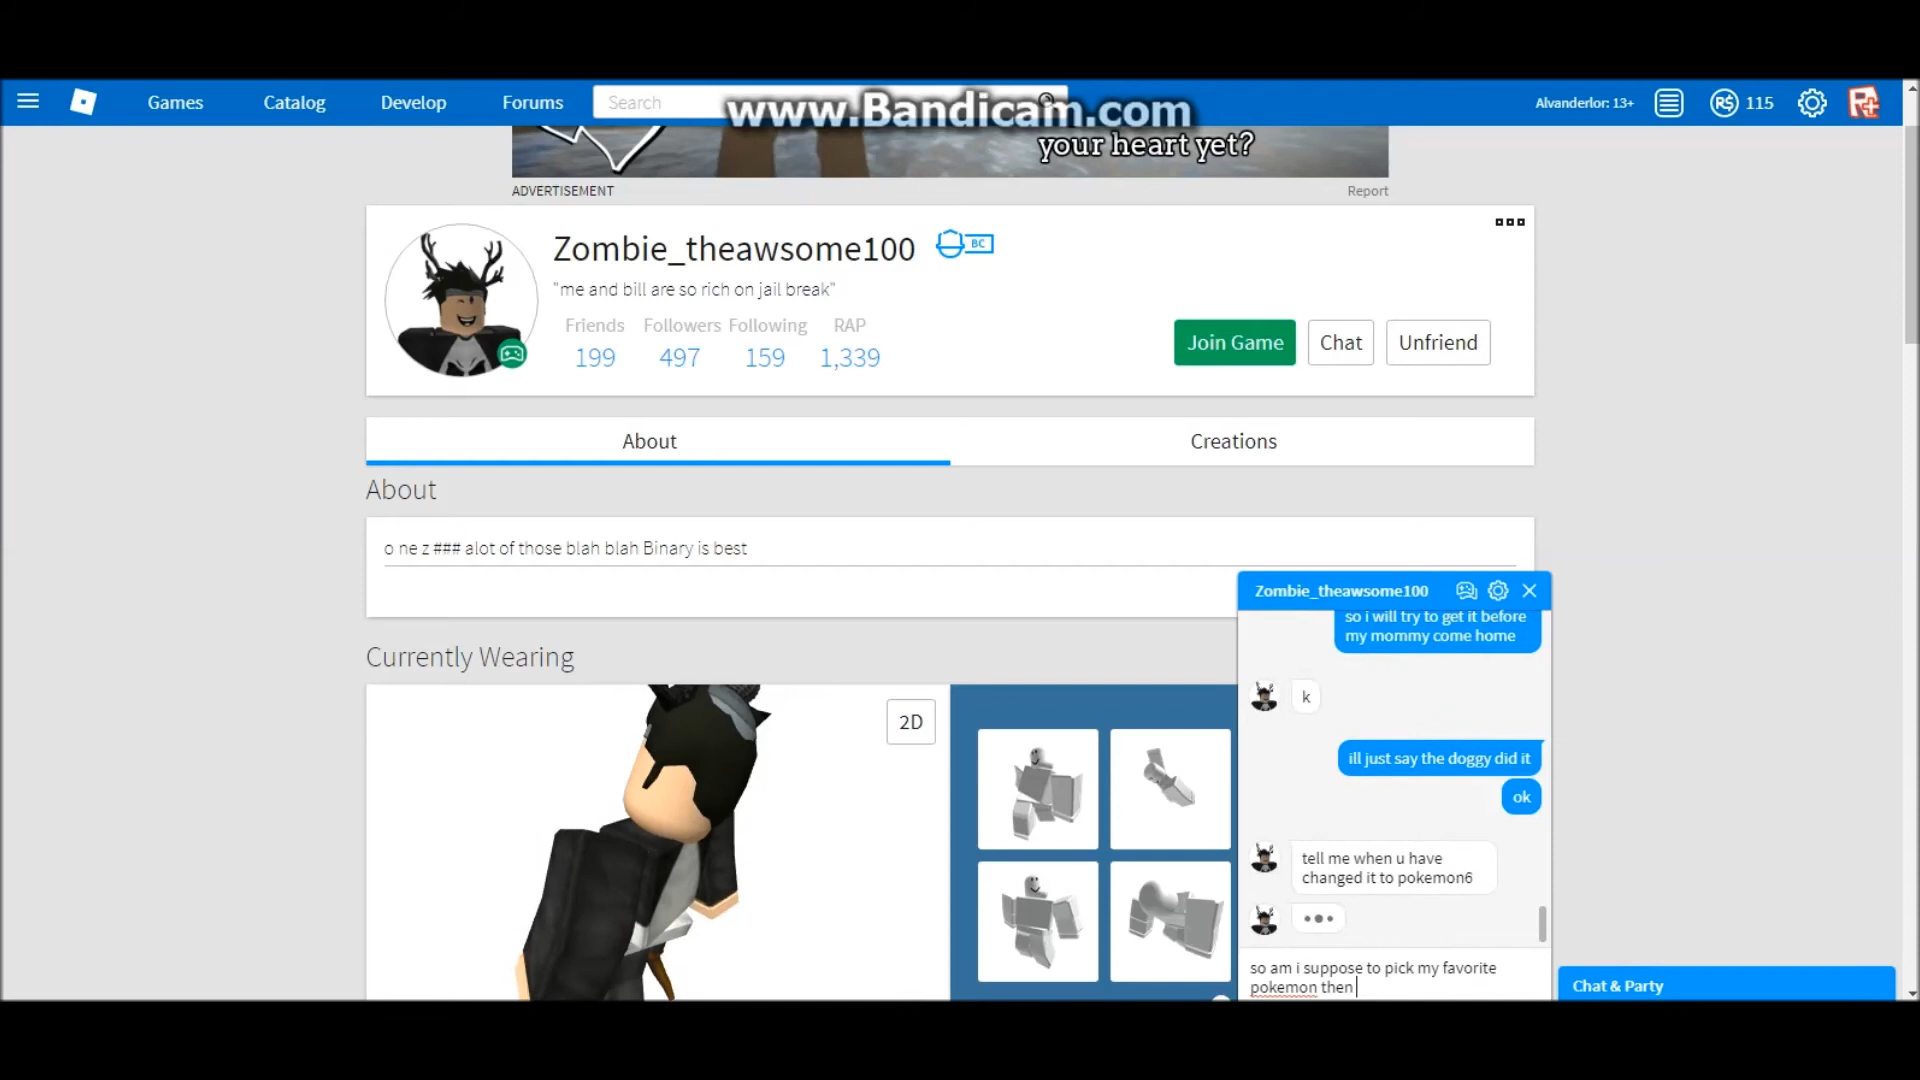 www.Bandicam.com
Games Catalog Develop Forums Search Alvanderlor: 13+ R$ 115
your heart yet?
ADVERTISEMENT Report
Zombie_theawsome100 BC
"me and bill are so rich on jail break"
Friends Followers Following RAP
199 497 159 1,339
Join Game Chat Unfriend
About Creations
About
o ne z ### alot of those blah blah Binary is best
Currently Wearing
2D
Zombie_theawsome100
so i will try to get it before
my mommy come home
k
ill just say the doggy did it
ok
tell me when u have
changed it to pokemon6
so am i suppose to pick my favorite
pokemon then
Chat & Party